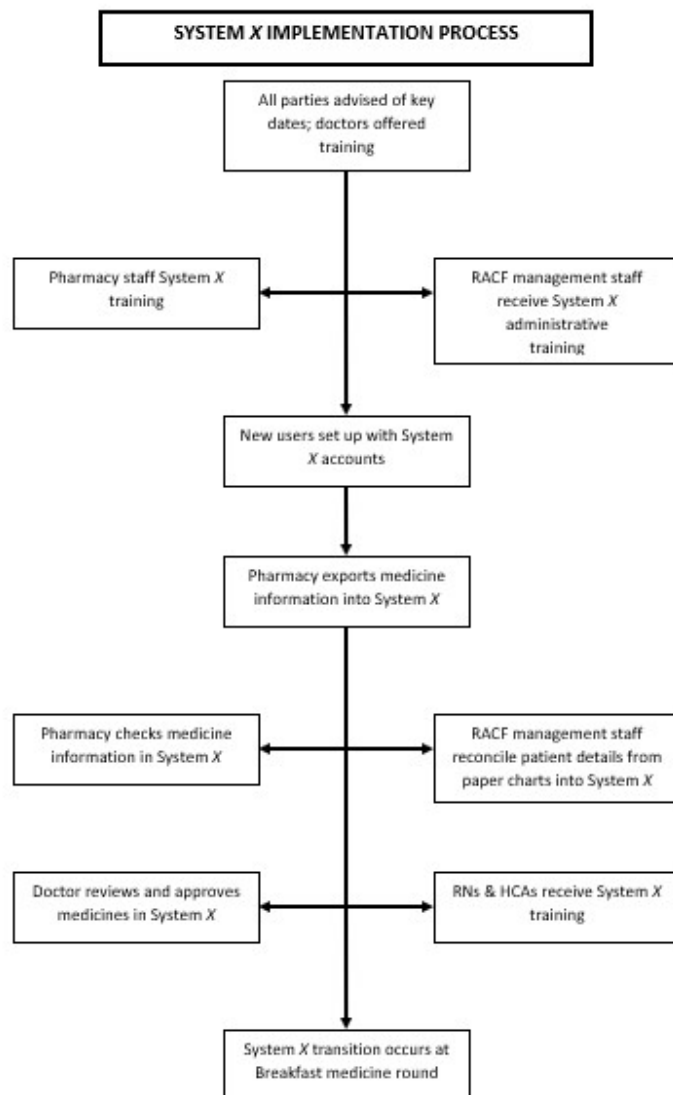 SYSTEM X IMPLEMENTATION PROCESS
All parties advised of key
dates; doctors offered
training
Pharmacy staff System X
training
RACF management staff
receive System X
administrative
training
New users set up with System
X accounts
Pharmacy exports medicine
information into System X
Pharmacy checks medicine
information in System X
RACF management staff
reconcile patient details from
paper charts into System X
Doctor reviews and approves
medicines in System X
RNs & HCAs receive System X
training
System X transition occurs at
Breakfast medicine round